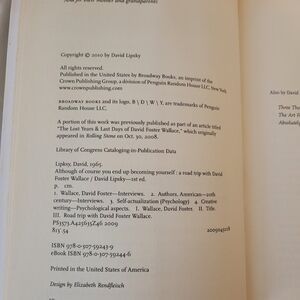 And for their mother and grandparents
Copyright © 2010 by David Lipsky
All rights reserved.
Published in the United States by Broadway Books, an imprint of the
Crown Publishing Group, a division of Penguin Random House LLC, New York.
www.crownpublishing.com
BROADWAY BOOKS and its logo, B \ D \ W \ Y, are trademarks of Penguin
Random House LLC.
A portion of this work was previously published as part of an article titled
"The Lost Years & Last Days of David Foster Wallace," which originally
appeared in Rolling Stone on Oct. 30, 2008.
Library of Congress Cataloging-in-Publication Data
Lipsky, David, 1965.
Although of course you end up becoming yourself : a road trip with David
Foster Wallace / David Lipsky—1st ed.
p. cm.
1. Wallace, David Foster—Interviews. 2. Authors, American—20th
century—Interviews. 3. Self-actualization (Psychology) 4. Creative
writing—Psychological aspects. I. Wallace, David Foster. II. Title.
III. Road trip with David Foster Wallace.
PS3573.A425635Z46 2009
813'.54
ISBN 978-0-307-59243-9
eBook ISBN 978-0-307-59244-6
Printed in the United States of America
Design by Elizabeth Rendfleisch
Also by David
Three Tho
The Art F
Absolutely